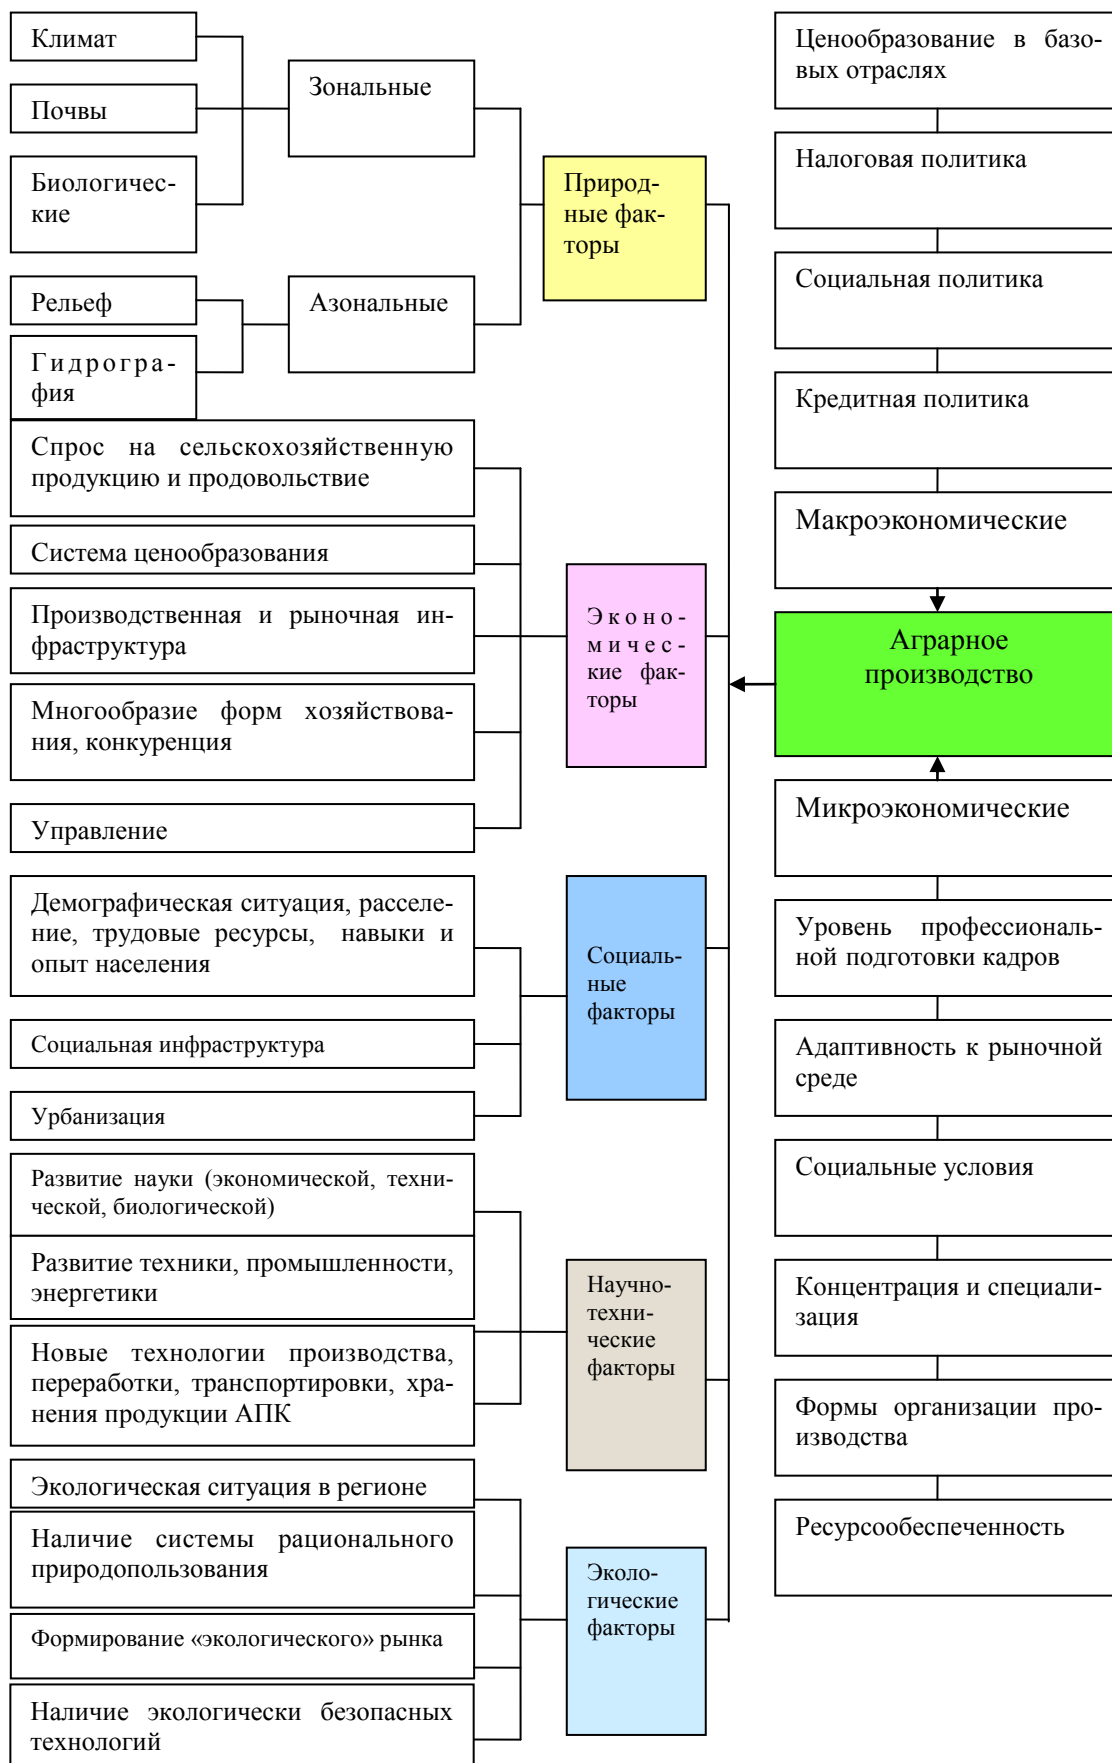 Климат
Почвы
Биологичес-
кие
Рельеф
Гидрогра-
фия
Зональные
Азональные
Природ-
ные фак-
торы
Спрос на сельскохозяйственную
продукцию и продовольствие
Система ценообразования
Производственная и рыночная ин-
фраструктура
Многообразие форм хозяйствова-
ния, конкуренция
Управление
Эконо-
мичес-
кие фак-
торы
Демографическая ситуация, расселе-
ние, трудовые ресурсы, навыки и
опыт населения
Социальная инфраструктура
Урбанизация
Социаль-
ные
факторы
Развитие науки (экономической, техни-
ческой, биологической)
Развитие техники, промышленности,
энергетики
Новые технологии производства,
переработки, транспортировки, хра-
нения продукции АПК
Научно-
техни-
ческие
факторы
Экологическая ситуация в регионе
Наличие системы рационального
природопользования
Формирование «экологического» рынка
Наличие экологически безопасных
технологий
Эколо-
гические
факторы
Ценообразование в базо-
вых отраслях
Налоговая политика
Социальная политика
Кредитная политика
Макроэкономические
Аграрное
производство
Микроэкономические
Уровень профессиональ-
ной подготовки кадров
Адаптивность к рыночной
среде
Социальные условия
Концентрация и специали-
зация
Формы организации про-
изводства
Ресурсообеспеченность